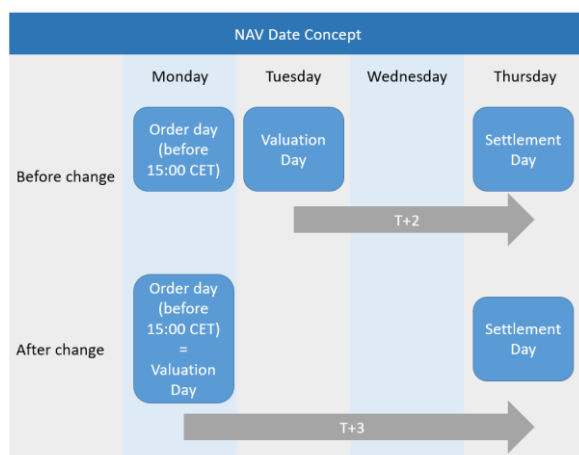 NAV Date Concept
Monday Tuesday Wednesday Thursday
Before change
Order day
(before
15:00 CET)
Valuation
Day
Settlement
Day
T+2
After change
Order day
(before
15:00 CET)
=
Valuation
Day
Settlement
Day
T+3